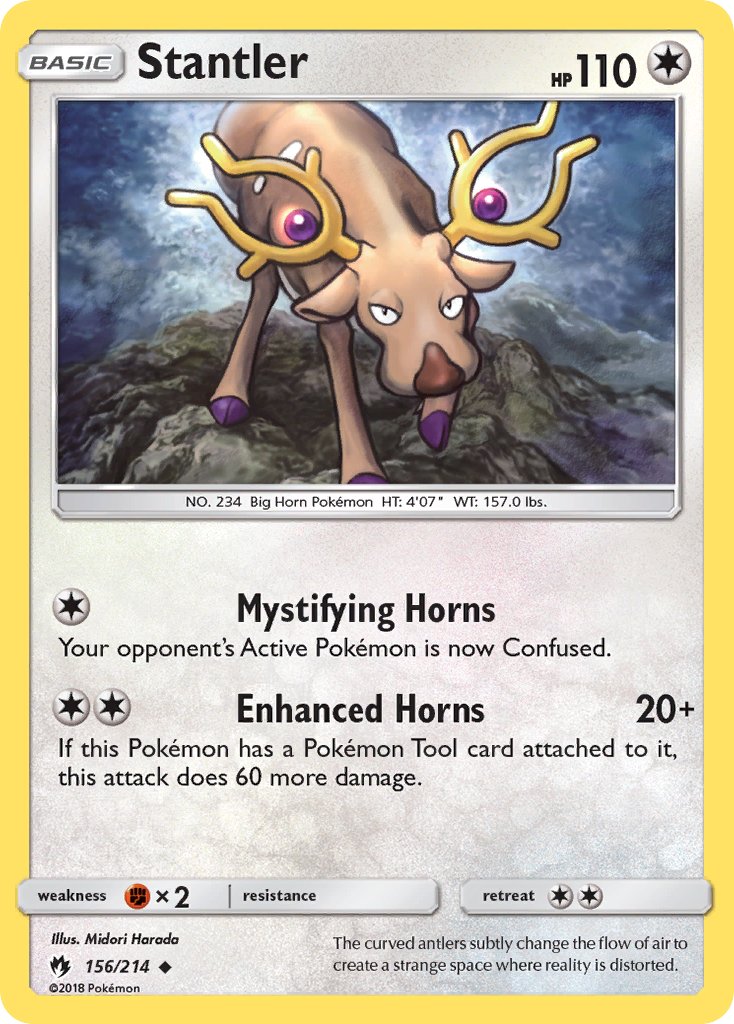 BASIC Stantler HP 110
NO. 234 Big Horn Pokémon HT: 4'07" WT: 157.0 lbs.
Mystifying Horns
Your opponent's Active Pokémon is now Confused.
Enhanced Horns 20+
If this Pokémon has a Pokémon Tool card attached to it,
this attack does 60 more damage.
weakness ×2 resistance retreat
Illus. Midori Harada
156/214
©2018 Pokémon
The curved antlers subtly change the flow of air to
create a strange space where reality is distorted.